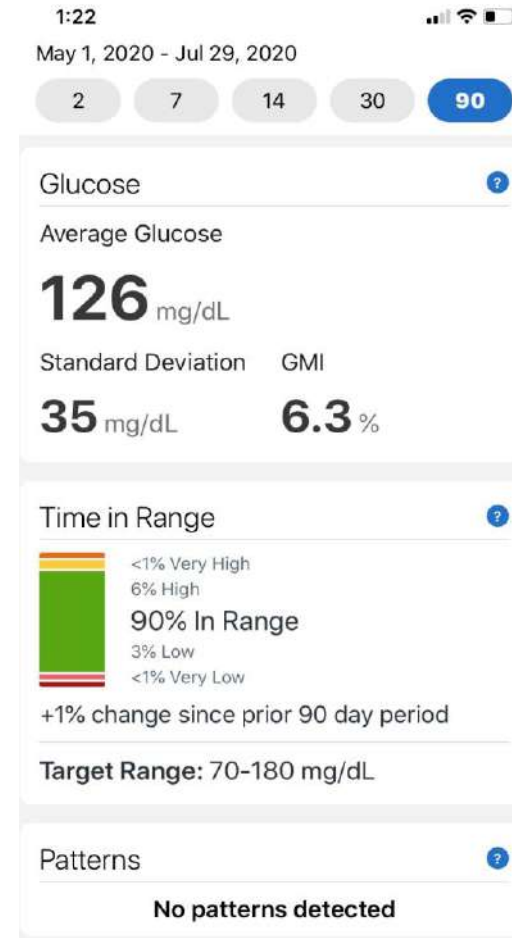 1:22
May 1, 2020 - Jul 29, 2020
2 7 14 30 90
Glucose ?
Average Glucose
126 mg/dL
Standard Deviation GMI
35 mg/dL 6.3 %
Time in Range ?
<1% Very High
6% High
90% In Range
3% Low
<1% Very Low
+1% change since prior 90 day period
Target Range: 70-180 mg/dL
Patterns ?
No patterns detected